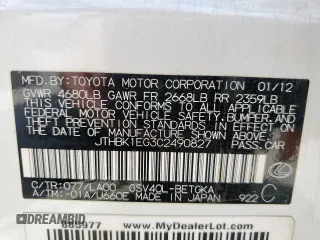 MFD.BY:TOYOTA MOTOR CORPORATION 01/12
GVWR 4680LB GAWR FR 2668LB RR 2359LB
THIS VEHICLE CONFORMS TO ALL APPLICABLE
FEDERAL MOTOR VEHICLE SAFETY, BUMPER, AND
THEFT PREVENTION STANDARDS IN EFFECT ON
THE DATE OF MANUFACTURE SHOWN ABOVE.
JTHBK1EG3C2490827 PASS.CAR
C/TR:077/LA00 GSV40L-BETGKA
A/TM:-01A/U660E 922 C
Made in Japan
665977 www.MyDealerLot.com